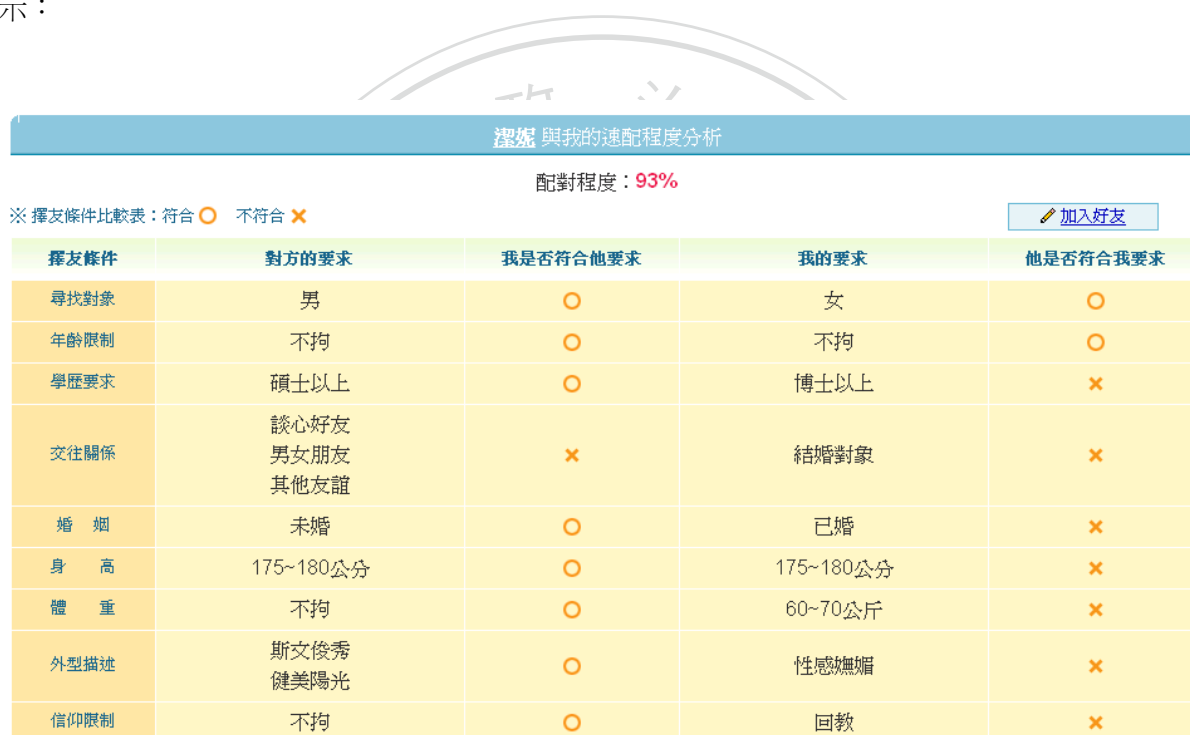 示：
政 治
潔妮 與我的速配程度分析
配對程度：93%
※ 擇友條件比較表：符合○ 不符合✕ 加入好友
擇友條件 對方的要求 我是否符合他要求 我的要求 他是否符合我要求
尋找對象 男 ○ 女 ○
年齡限制 不拘 ○ 不拘 ○
學歷要求 碩士以上 ○ 博士以上 ✕
談心好友
交往關係 男女朋友 ✕ 結婚對象 ✕
其他友誼
婚 姻 未婚 ○ 已婚 ✕
身 高 175~180公分 ○ 175~180公分 ✕
體 重 不拘 ○ 60~70公斤 ✕
斯文俊秀
外型描述 ○ 性感嫵媚 ✕
健美陽光
信仰限制 不拘 ○ 回教 ✕